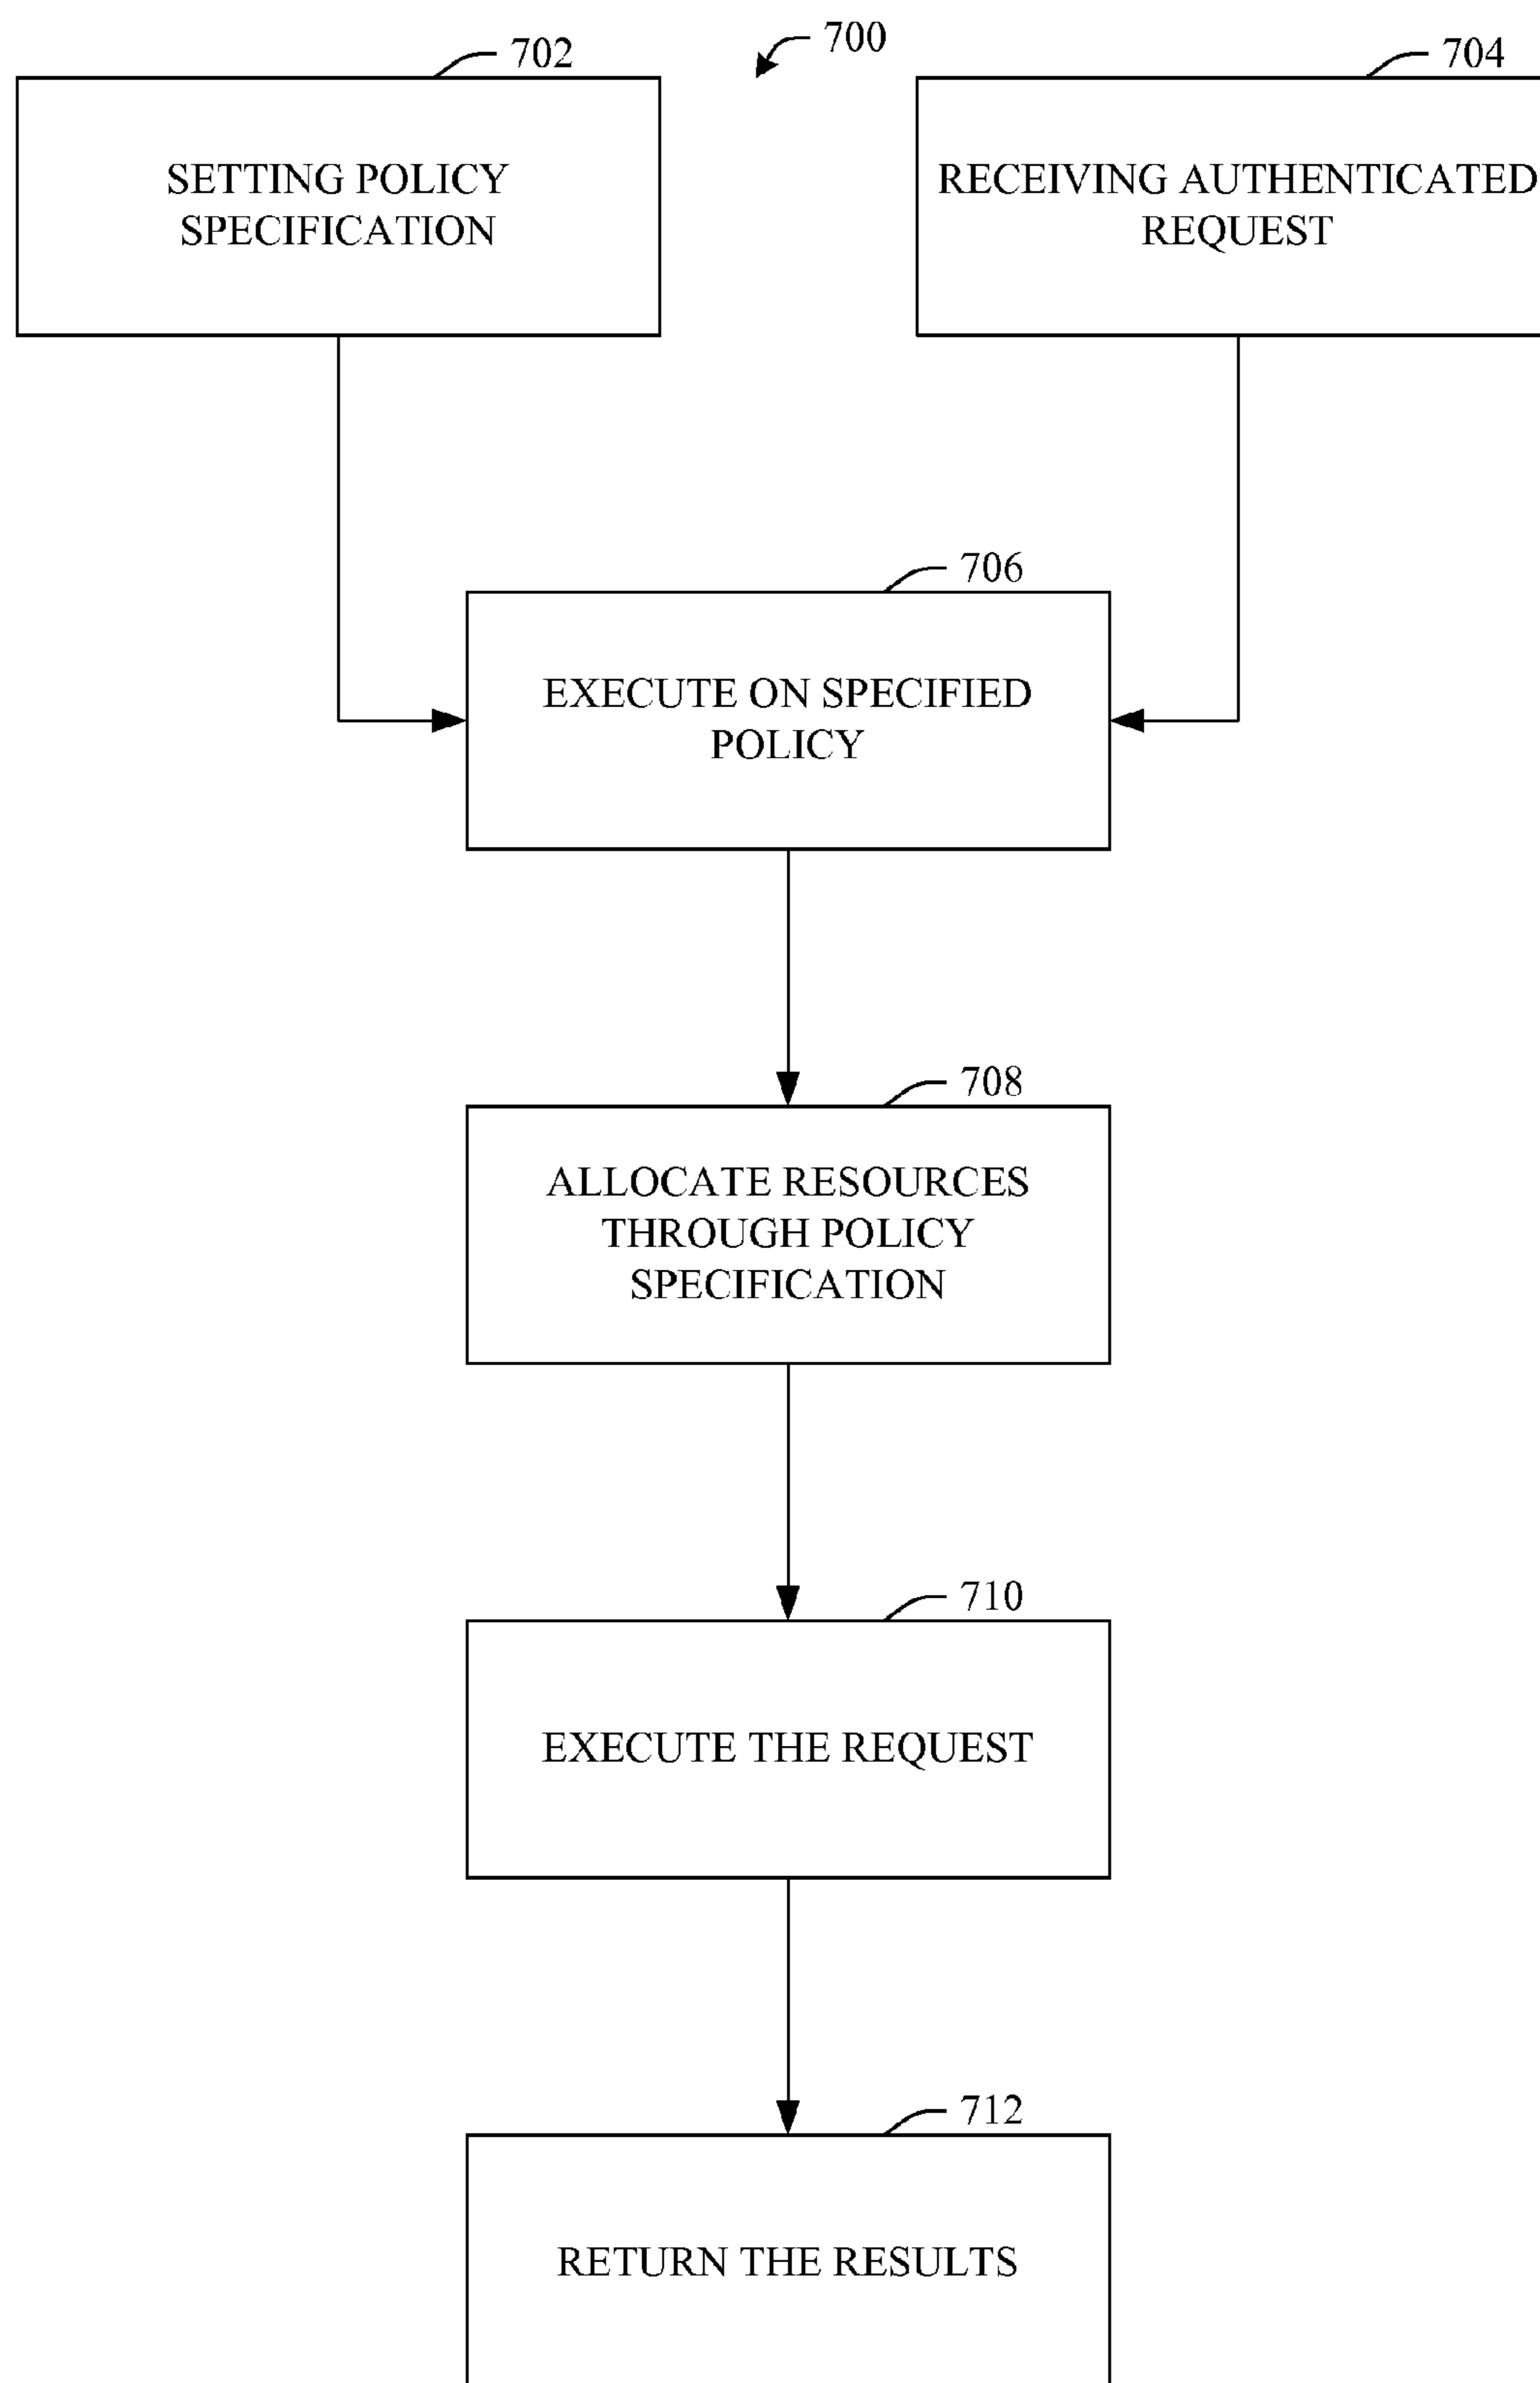 700
702
SETTING POLICY
SPECIFICATION
704
RECEIVING AUTHENTICATED
REQUEST
706
EXECUTE ON SPECIFIED
POLICY
708
ALLOCATE RESOURCES
THROUGH POLICY
SPECIFICATION
710
EXECUTE THE REQUEST
712
RETURN THE RESULTS